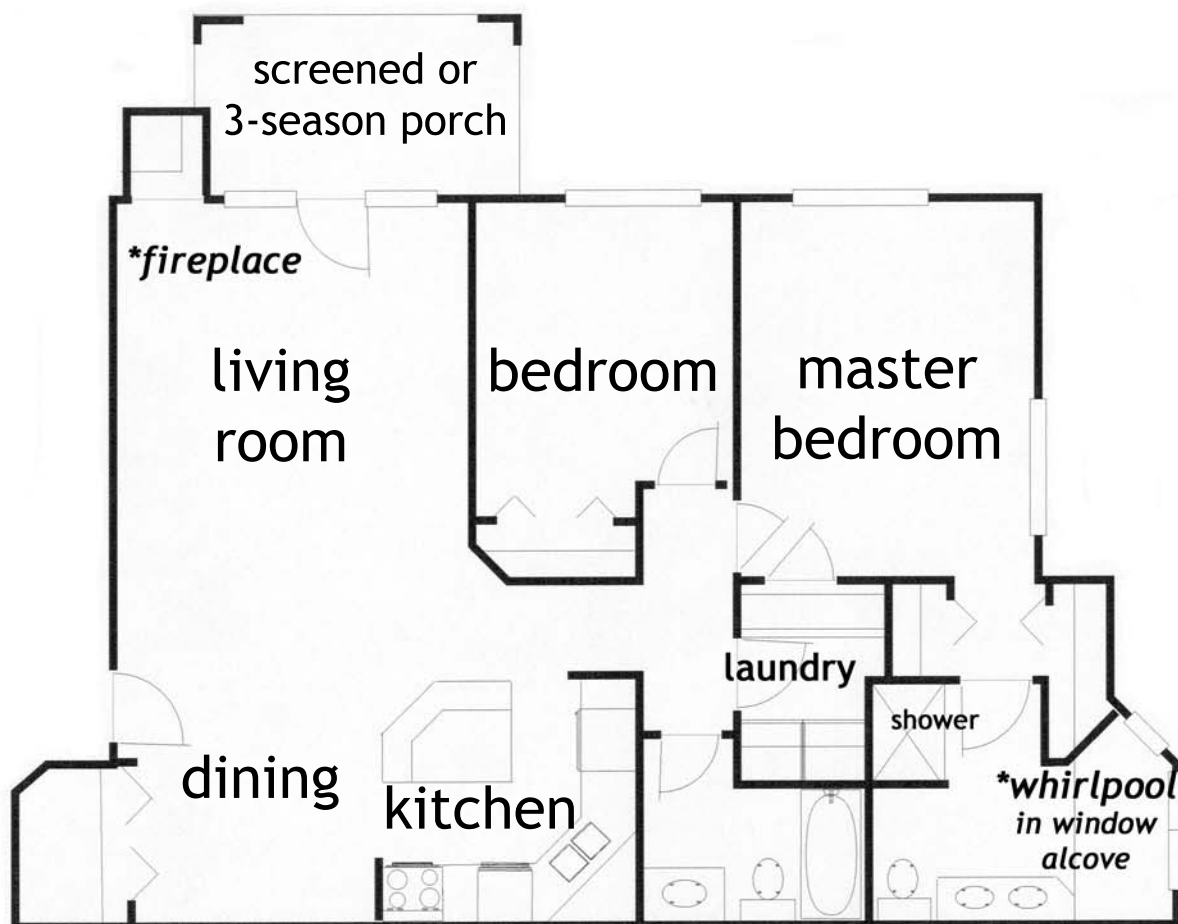 screened or
3-season porch
*fireplace
living
room
bedroom
master
bedroom
laundry
shower
dining
kitchen
*whirlpool
in window
alcove